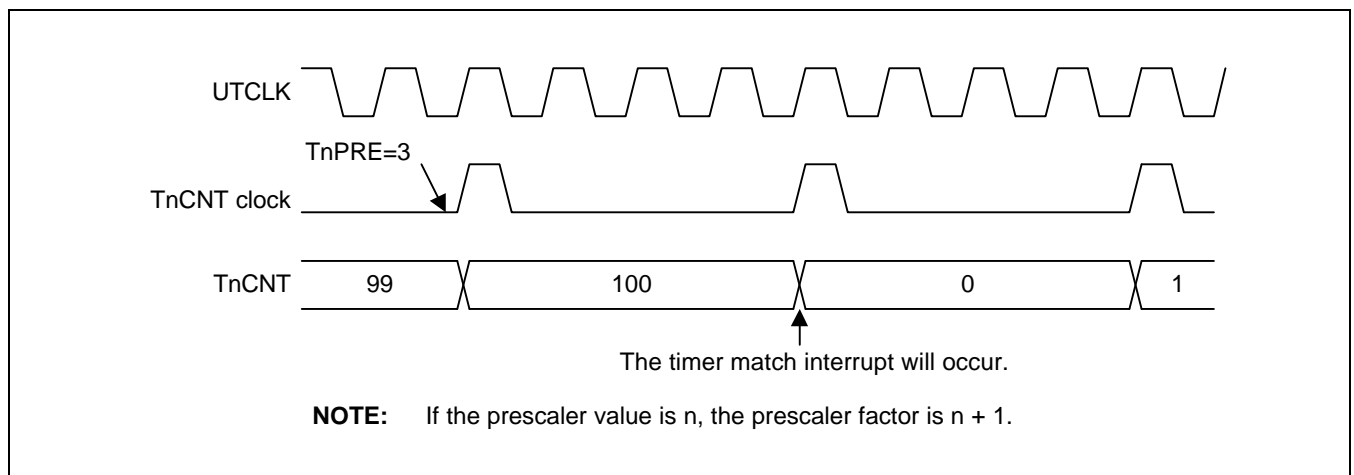 UTCLK
TnPRE=3
TnCNT clock
TnCNT 99 100 0 1
The timer match interrupt will occur.
NOTE: If the prescaler value is n, the prescaler factor is n + 1.